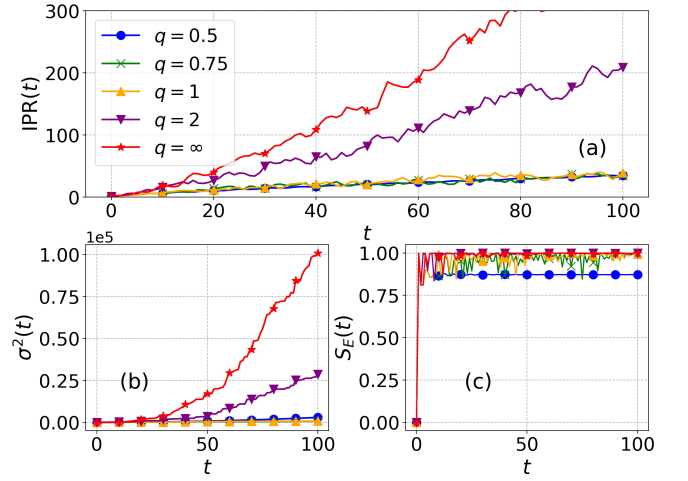 300
200
100
0
IPR(t)
q = 0.5
q = 0.75
q = 1
q = 2
q = ∞
(a)
0 20 40 60 80 100
t
1e5
1.00
0.75
0.50
0.25
0.00
σ²(t)
(b)
0 50 100
t
1.00
0.75
0.50
0.25
0.00
S_E(t)
(c)
0 50 100
t